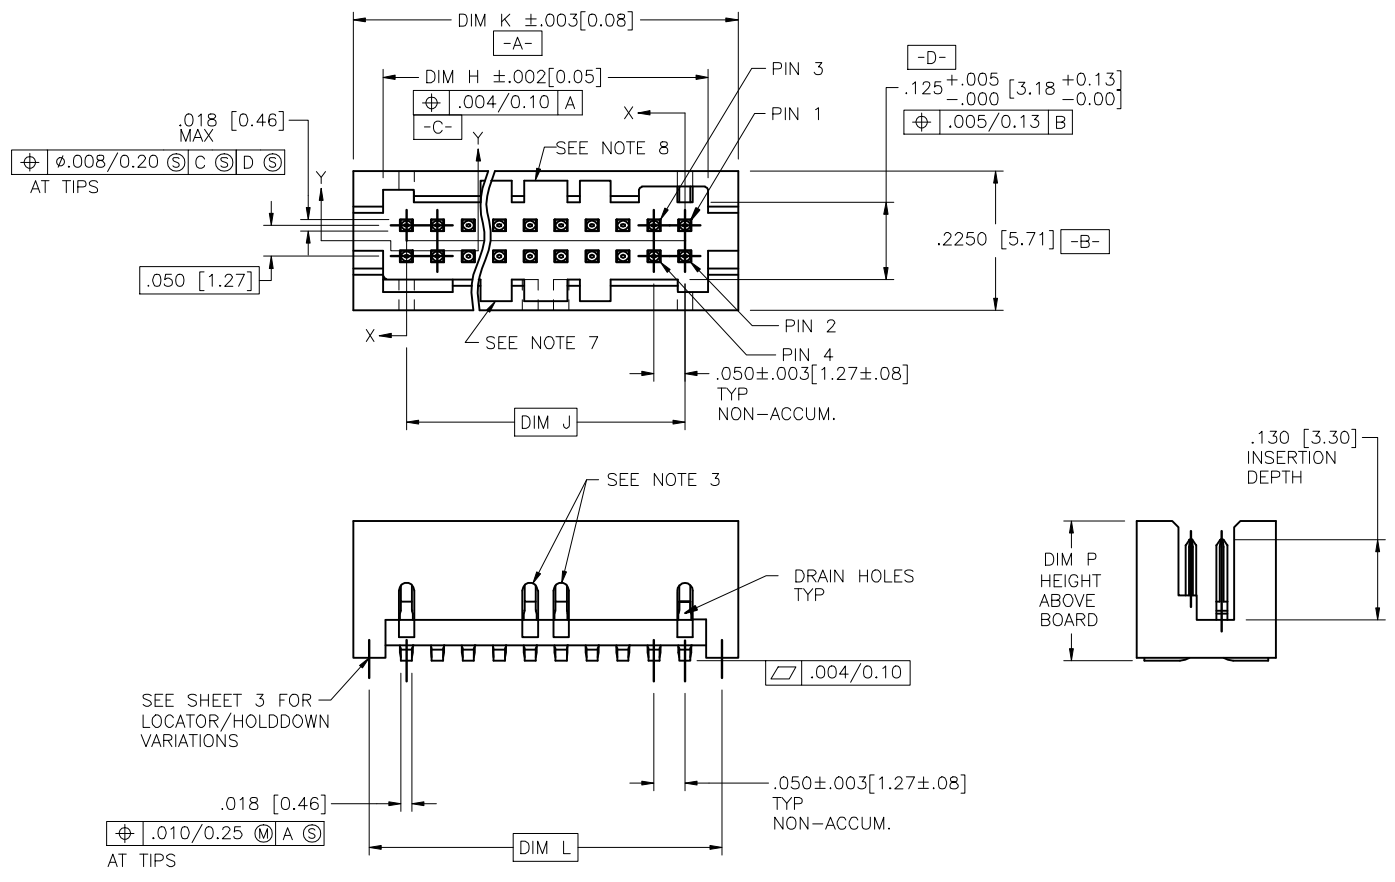 DIM K ±.003[0.08]
-A-
DIM H ±.002[0.05]
⌖ .004/0.10 A
-C-
PIN 3
PIN 1
-D-
.125 +.005 -.000 [3.18 +0.13 -0.00]
⌖ .005/0.13 B
.018 [0.46]
MAX
⌖ ø.008/0.20 Ⓢ C Ⓢ D Ⓢ
AT TIPS
X
Y
Y
SEE NOTE 8
.2250 [5.71] -B-
.050 [1.27]
X
SEE NOTE 7
PIN 2
PIN 4
.050±.003[1.27±.08]
TYP
NON-ACCUM.
DIM J
SEE NOTE 3
DRAIN HOLES
TYP
.130 [3.30]
INSERTION
DEPTH
DIM P
HEIGHT
ABOVE
BOARD
⏥ .004/0.10
SEE SHEET 3 FOR
LOCATOR/HOLDDOWN
VARIATIONS
.018 [0.46]
⌖ .010/0.25 Ⓜ A Ⓢ
AT TIPS
.050±.003[1.27±.08]
TYP
NON-ACCUM.
DIM L